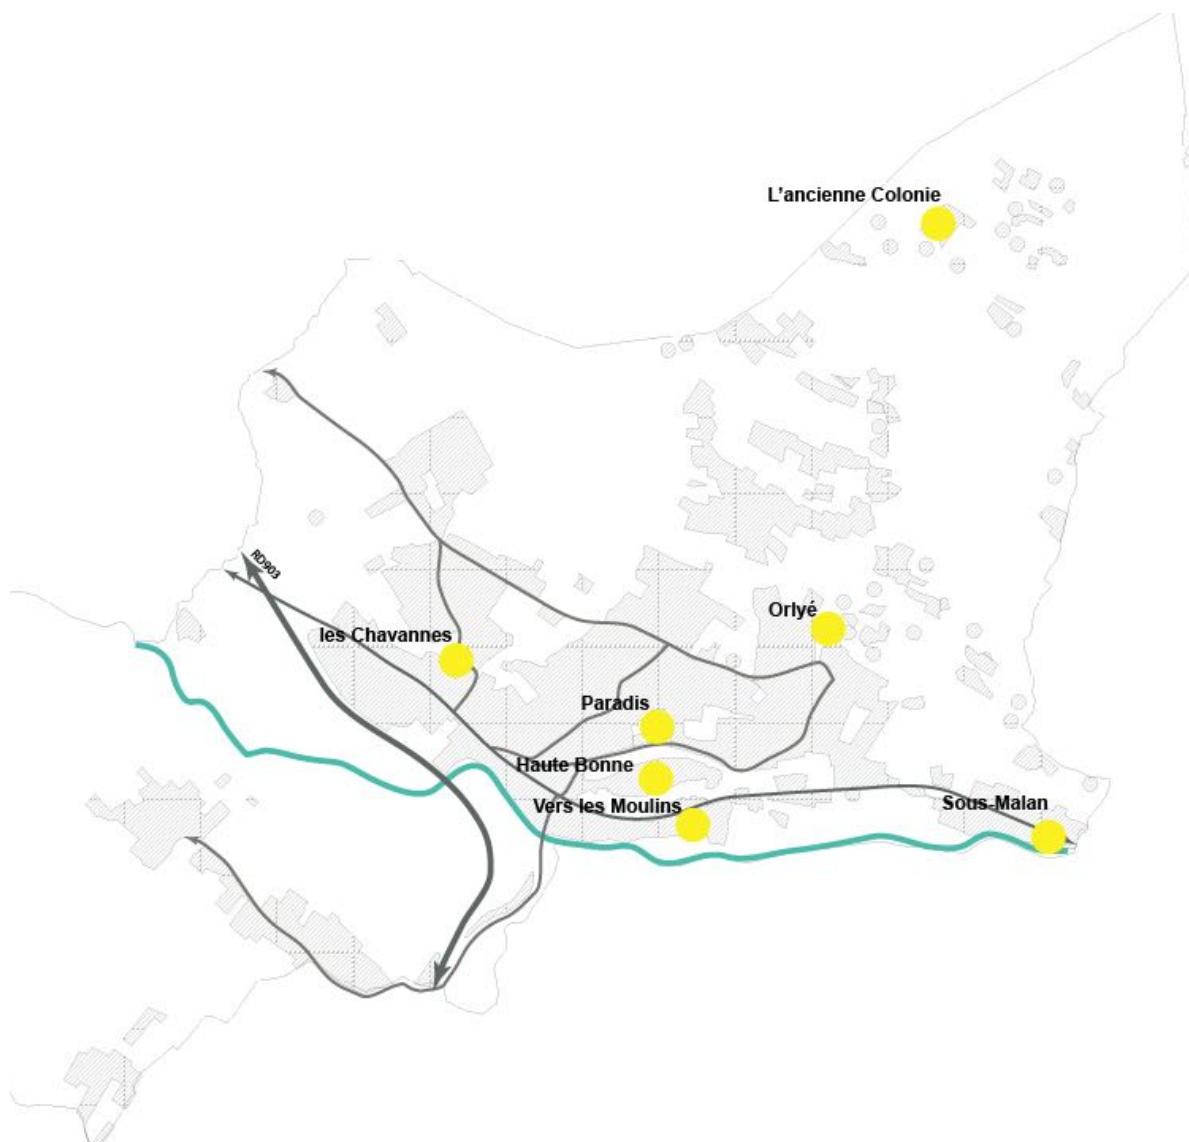 L'ancienne Colonie
RD903
Orlyé
les Chavannes
Paradis
Haute Bonne
Vers les Moulins
Sous-Malan